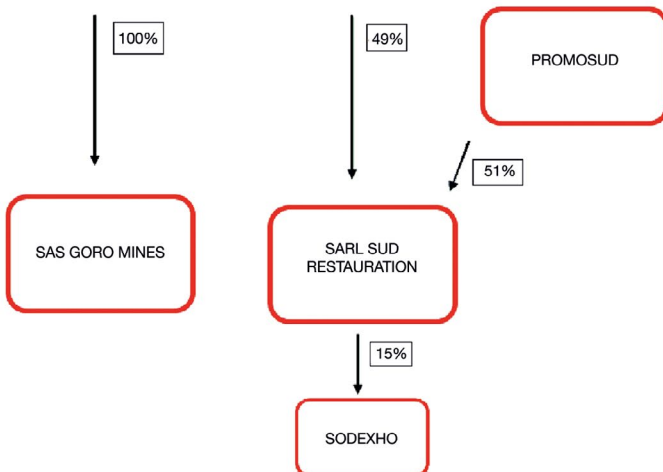 100%
49%
PROMOSUD
51%
SAS GORO MINES
SARL SUD
RESTAURATION
15%
SODEXHO